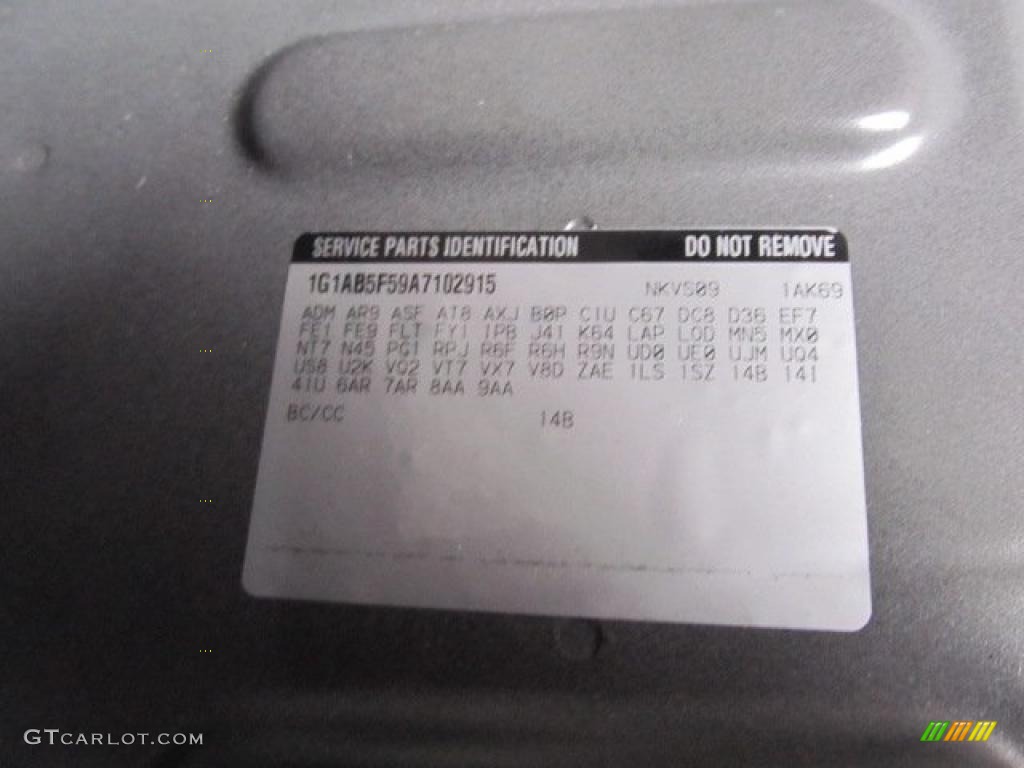 SERVICE PARTS IDENTIFICATION DO NOT REMOVE
1G1AB5F59A7102915 NKVS09 1AK69
ADM AR9 ASF AT8 AXJ B0P C1U C67 DC8 D36 EF7
FE1 FE9 FLT FY1 IPB J41 K64 LAP LOD MN5 MX0
NT7 N45 PG1 RPJ R6F R6H R9N UD0 UE0 UJM UQ4
US8 U2K VQ2 VT7 VX7 V8D ZAE 1LS 1SZ 14B 14I
41U 6AR 7AR 8AA 9AA
BC/CC 14B
GTCARLOT.COM